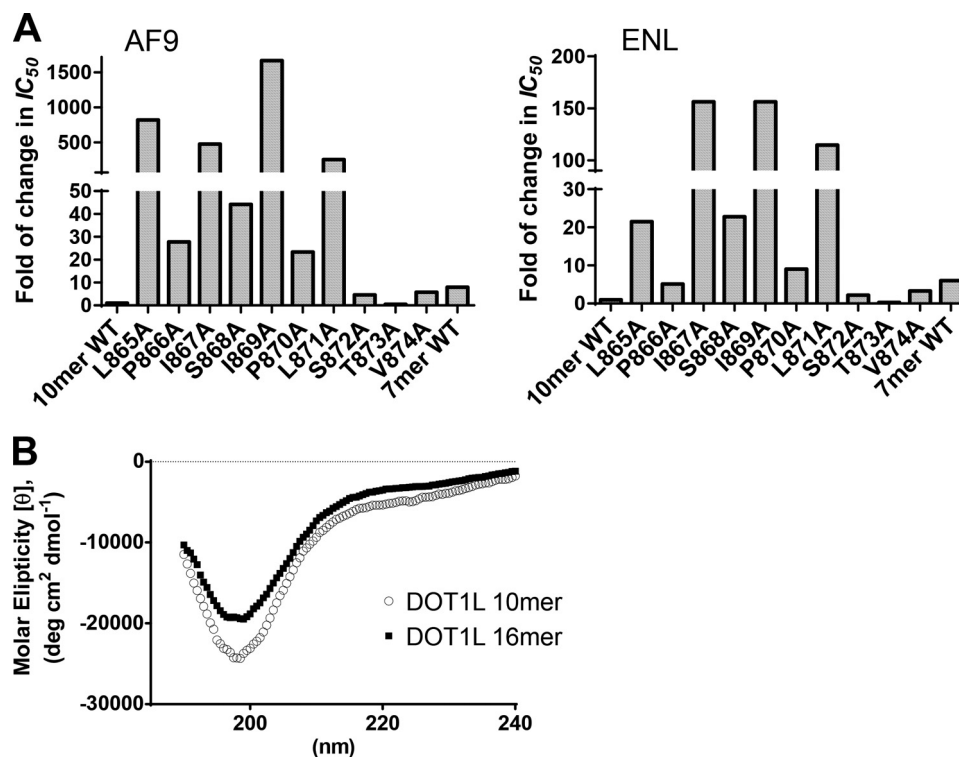 A
AF9
Fold of change in IC50
1500
1000
500
50
40
30
20
10
0
10mer WT
L865A
P866A
I867A
S868A
I869A
P870A
L871A
S872A
T873A
V874A
7mer WT
ENL
Fold of change in IC50
200
150
100
30
20
10
0
10mer WT
L865A
P866A
I867A
S868A
I869A
P870A
L871A
S872A
T873A
V874A
7mer WT
B
Molar Elipticity [θ],
(deg cm2 dmol-1)
0
-10000
-20000
-30000
200
220
240
(nm)
DOT1L 10mer
DOT1L 16mer